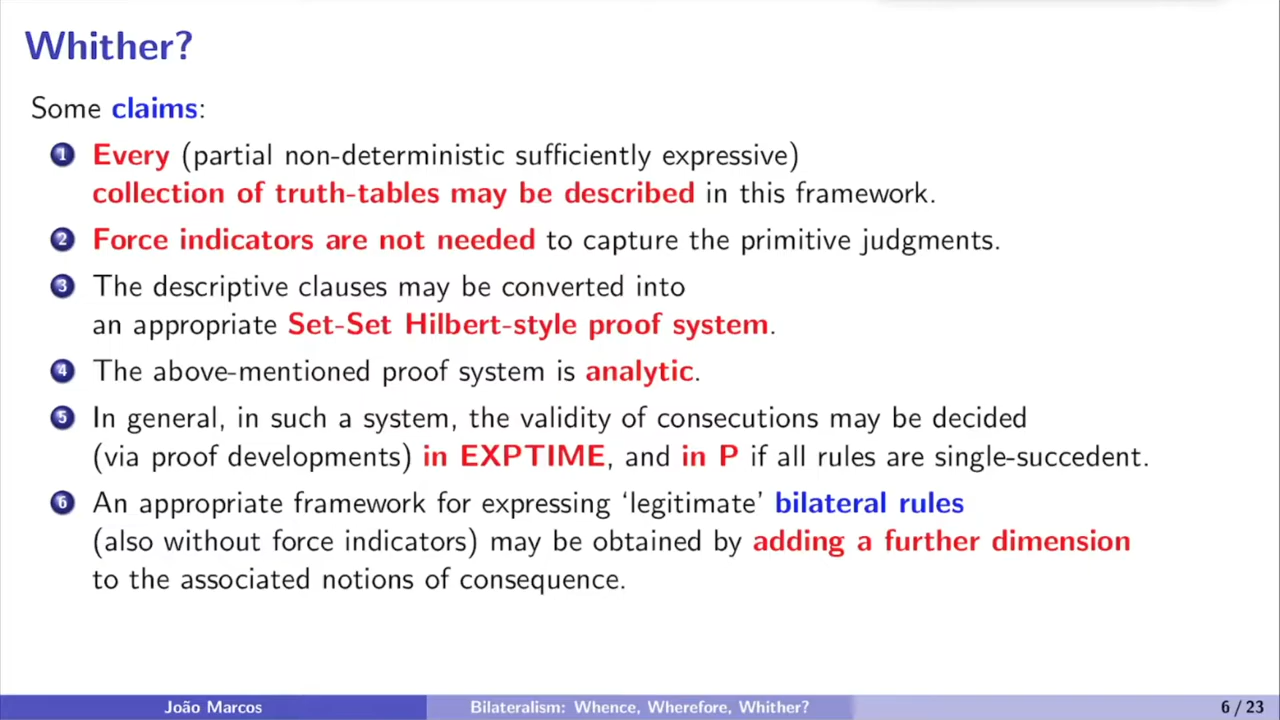 Whither?
Some claims:
1 Every (partial non-deterministic sufficiently expressive)
collection of truth-tables may be described in this framework.
2 Force indicators are not needed to capture the primitive judgments.
3 The descriptive clauses may be converted into
an appropriate Set-Set Hilbert-style proof system.
4 The above-mentioned proof system is analytic.
5 In general, in such a system, the validity of consecutions may be decided
(via proof developments) in EXPTIME, and in P if all rules are single-succedent.
6 An appropriate framework for expressing ‘legitimate’ bilateral rules
(also without force indicators) may be obtained by adding a further dimension
to the associated notions of consequence.
João Marcos Bilateralism: Whence, Wherefore, Whither? 6 / 23